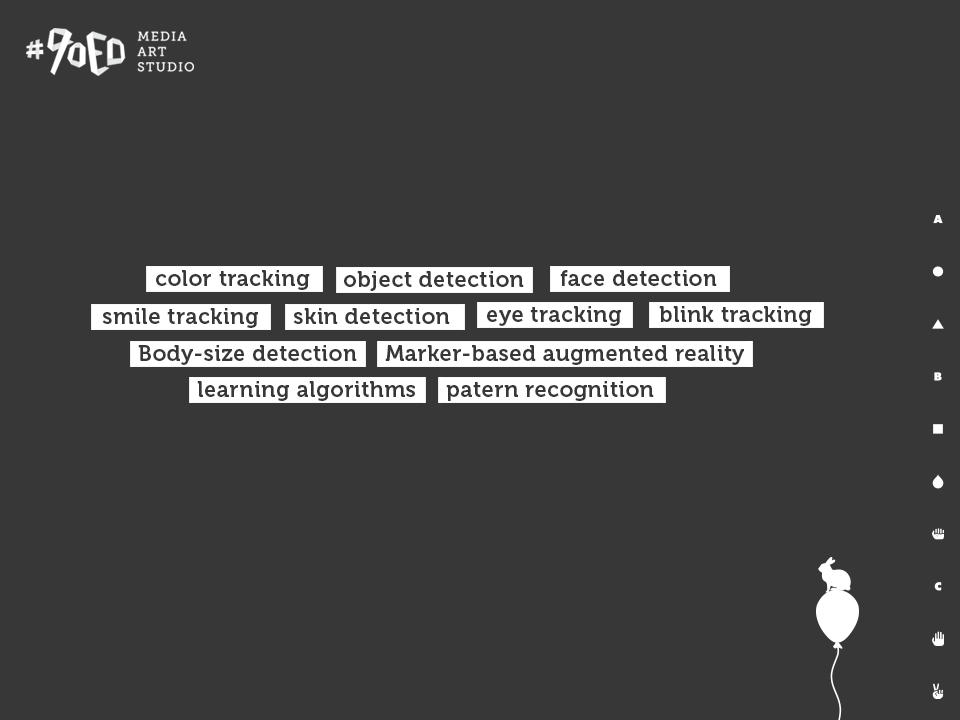 #90ED
MEDIA
ART
STUDIO
color tracking object detection face detection
smile tracking skin detection eye tracking blink tracking
Body-size detection Marker-based augmented reality
learning algorithms patern recognition
A
B
C